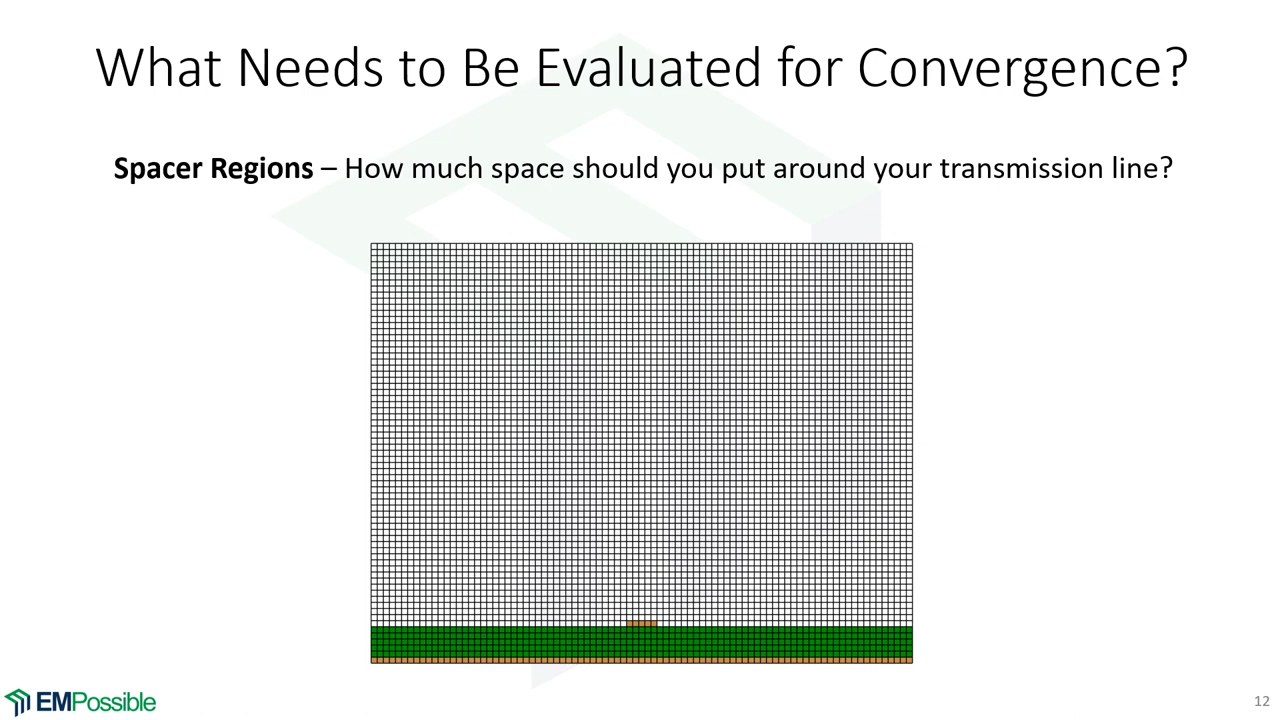 What Needs to Be Evaluated for Convergence?
Spacer Regions – How much space should you put around your transmission line?
EMPossible
12